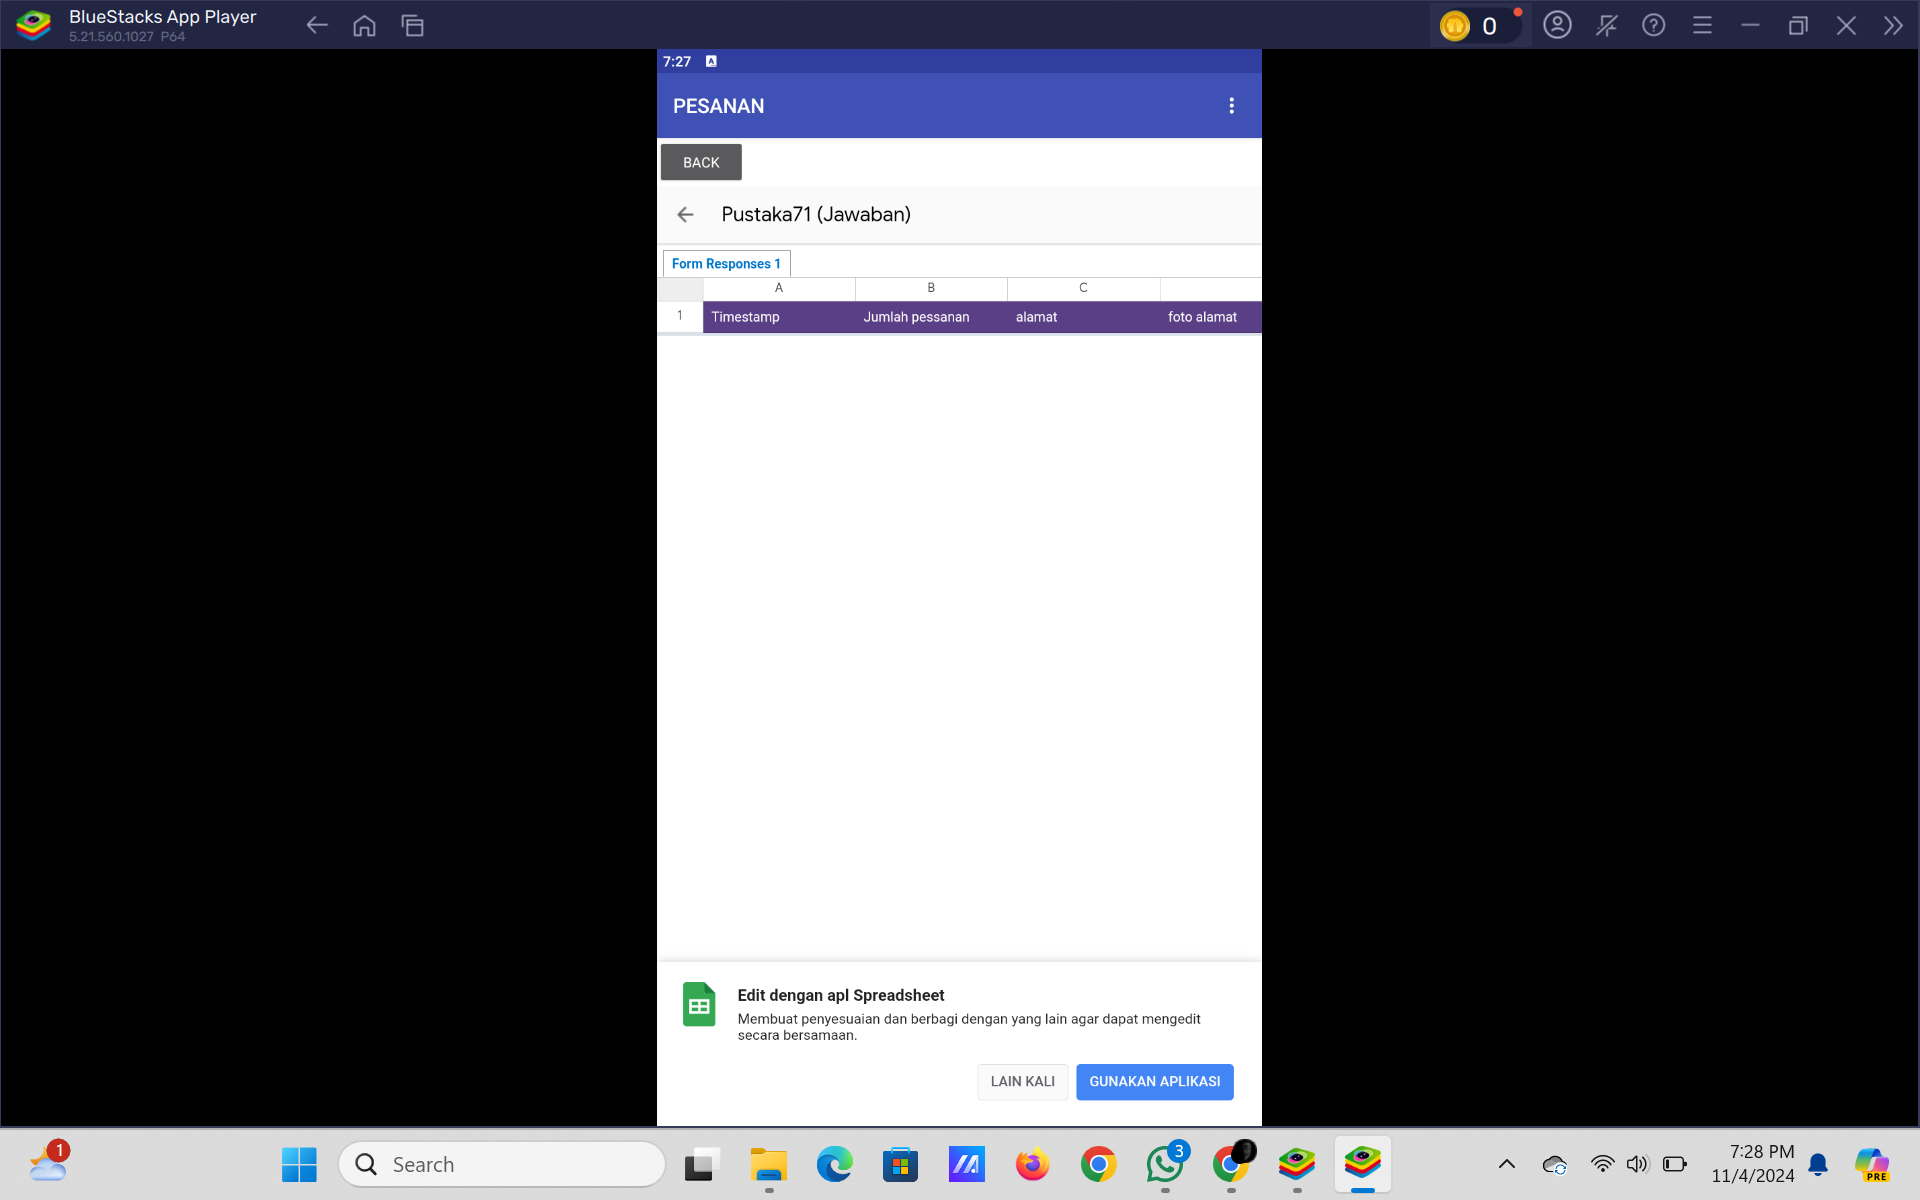 BlueStacks App Player
5.21.560.1027 P64
0
7:27
PESANAN
BACK
Pustaka71 (Jawaban)
Form Responses 1
A B C
1 Timestamp Jumlah pessanan alamat foto alamat
Edit dengan apl Spreadsheet
Membuat penyesuaian dan berbagi dengan yang lain agar dapat mengedit
secara bersamaan.
LAIN KALI GUNAKAN APLIKASI
1
Search
3
7:28 PM
11/4/2024
PRE